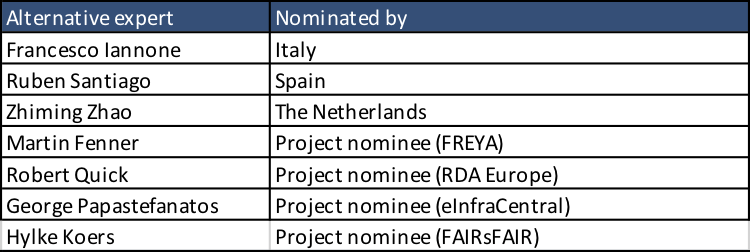 Alternative expert Nominated by
Francesco Iannone Italy
Ruben Santiago Spain
Zhiming Zhao The Netherlands
Martin Fenner Project nominee (FREYA)
Robert Quick Project nominee (RDA Europe)
George Papastefanatos Project nominee (eInfraCentral)
Hylke Koers Project nominee (FAIRsFAIR)